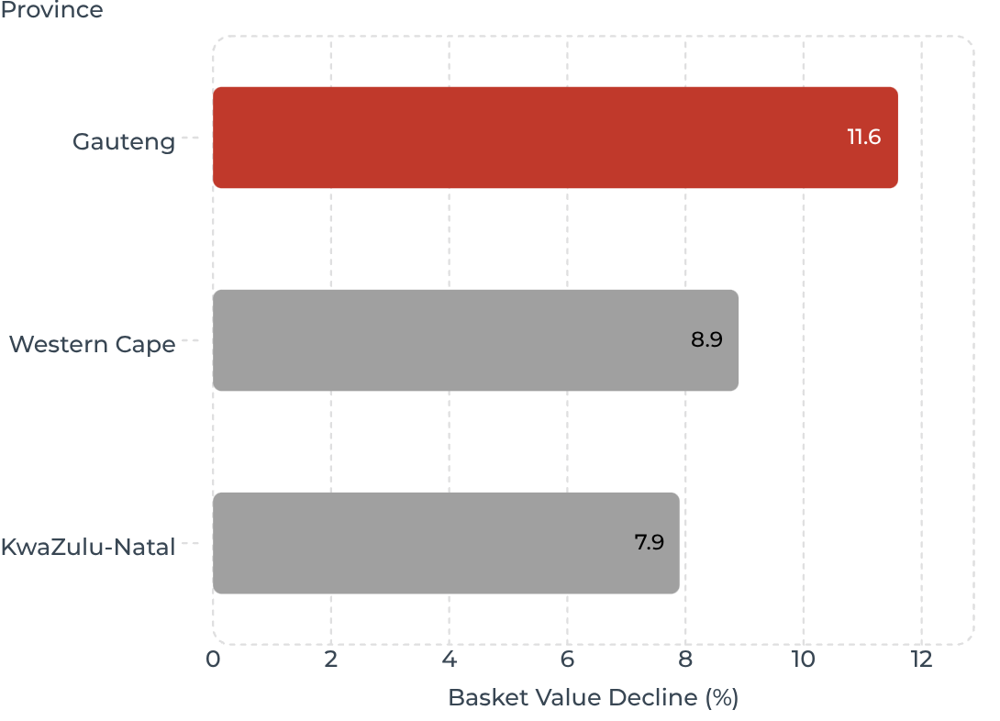 Province
Gauteng
11.6
Western Cape
8.9
KwaZulu-Natal
7.9
0 2 4 6 8 10 12
Basket Value Decline (%)